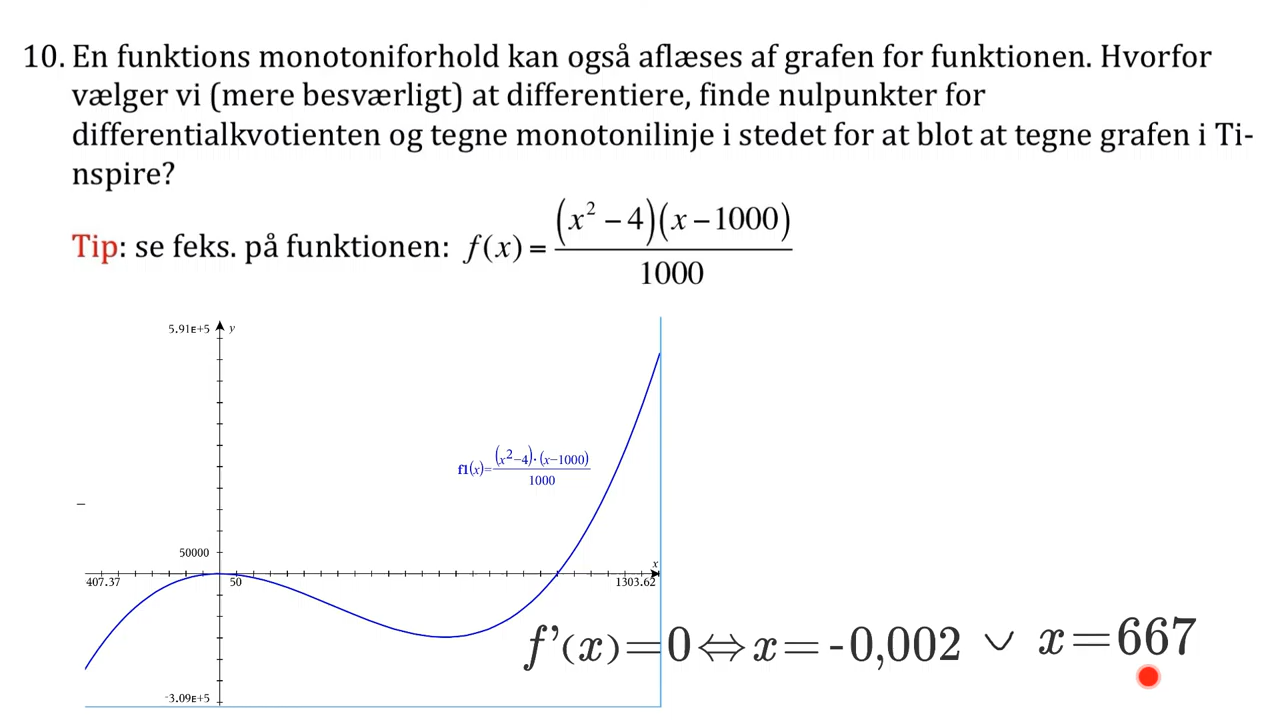 10. En funktions monotoniforhold kan også aflæses af grafen for funktionen. Hvorfor
vælger vi (mere besværligt) at differentiere, finde nulpunkter for
differentialkvotienten og tegne monotonilinje i stedet for at blot at tegne grafen i Ti-
nspire?
Tip: se feks. på funktionen: f(x) = (x² – 4)(x – 1000) / 1000
5.91E+5 y
f1(x)=(x²–4)·(x–1000) / 1000
50000
x
407.37 50 1303.62
f'(x)=0⇔x=-0,002 ∨ x=667
-3.09E+5